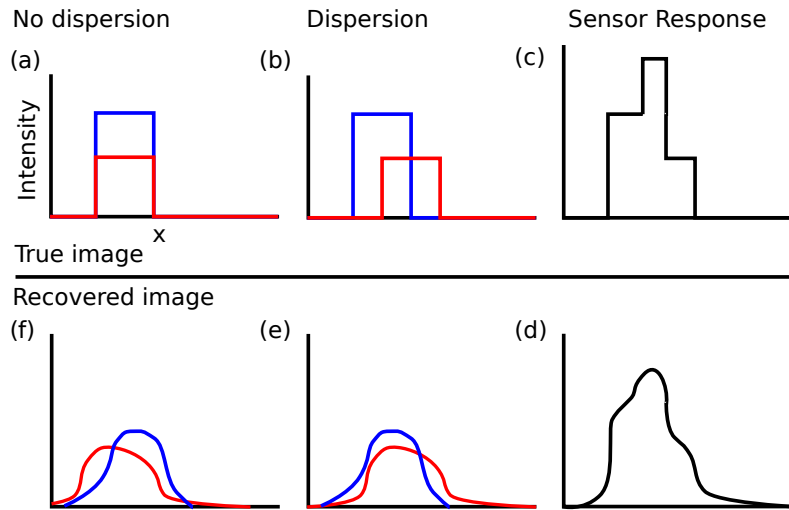 No dispersion
Dispersion
Sensor Response
(a)
(b)
(c)
Intensity
x
True image
Recovered image
(f)
(e)
(d)